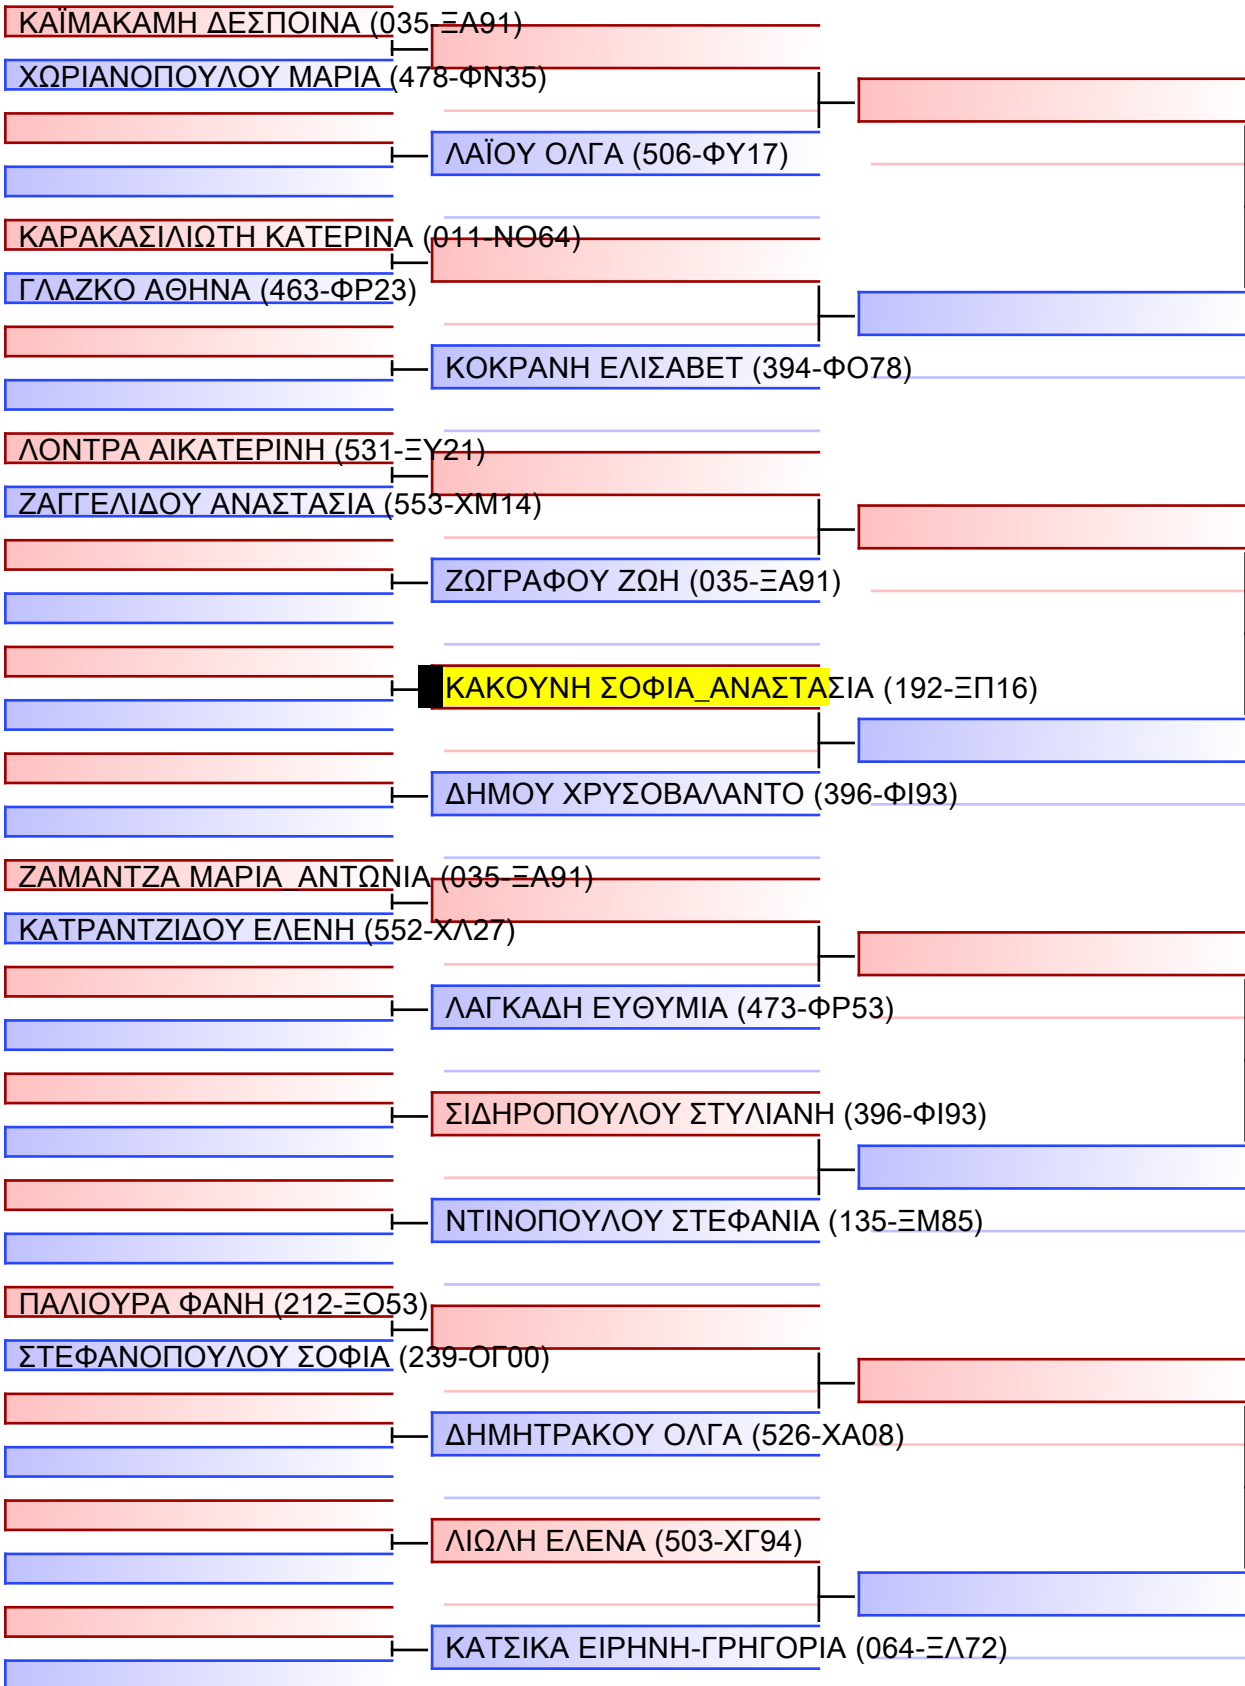 ΚΑΪΜΑΚΑΜΗ ΔΕΣΠΟΙΝΑ (035-ΞΑ91)
ΧΩΡΙΑΝΟΠΟΥΛΟΥ ΜΑΡΙΑ (478-ΦΝ35)
ΛΑΪΟΥ ΟΛΓΑ (506-ΦΥ17)
ΚΑΡΑΚΑΣΙΛΙΩΤΗ ΚΑΤΕΡΙΝΑ (011-ΝΟ64)
ΓΛΑΖΚΟ ΑΘΗΝΑ (463-ΦΡ23)
ΚΟΚΡΑΝΗ ΕΛΙΣΑΒΕΤ (394-ΦΟ78)
ΛΟΝΤΡΑ ΑΙΚΑΤΕΡΙΝΗ (531-ΞΥ21)
ΖΑΓΓΕΛΙΔΟΥ ΑΝΑΣΤΑΣΙΑ (553-ΧΜ14)
ΖΩΓΡΑΦΟΥ ΖΩΗ (035-ΞΑ91)
ΚΑΚΟΥΝΗ ΣΟΦΙΑ_ΑΝΑΣΤΑΣΙΑ (192-ΞΠ16)
ΔΗΜΟΥ ΧΡΥΣΟΒΑΛΑΝΤΟ (396-ΦΙ93)
ΖΑΜΑΝΤΖΑ ΜΑΡΙΑ_ΑΝΤΩΝΙΑ (035-ΞΑ91)
ΚΑΤΡΑΝΤΖΙΔΟΥ ΕΛΕΝΗ (552-ΧΛ27)
ΛΑΓΚΑΔΗ ΕΥΘΥΜΙΑ (473-ΦΡ53)
ΣΙΔΗΡΟΠΟΥΛΟΥ ΣΤΥΛΙΑΝΗ (396-ΦΙ93)
ΝΤΙΝΟΠΟΥΛΟΥ ΣΤΕΦΑΝΙΑ (135-ΞΜ85)
ΠΑΛΙΟΥΡΑ ΦΑΝΗ (212-ΞΟ53)
ΣΤΕΦΑΝΟΠΟΥΛΟΥ ΣΟΦΙΑ (239-ΟΓ00)
ΔΗΜΗΤΡΑΚΟΥ ΟΛΓΑ (526-ΧΑ08)
ΛΙΩΛΗ ΕΛΕΝΑ (503-ΧΓ94)
ΚΑΤΣΙΚΑ ΕΙΡΗΝΗ-ΓΡΗΓΟΡΙΑ (064-ΞΛ72)